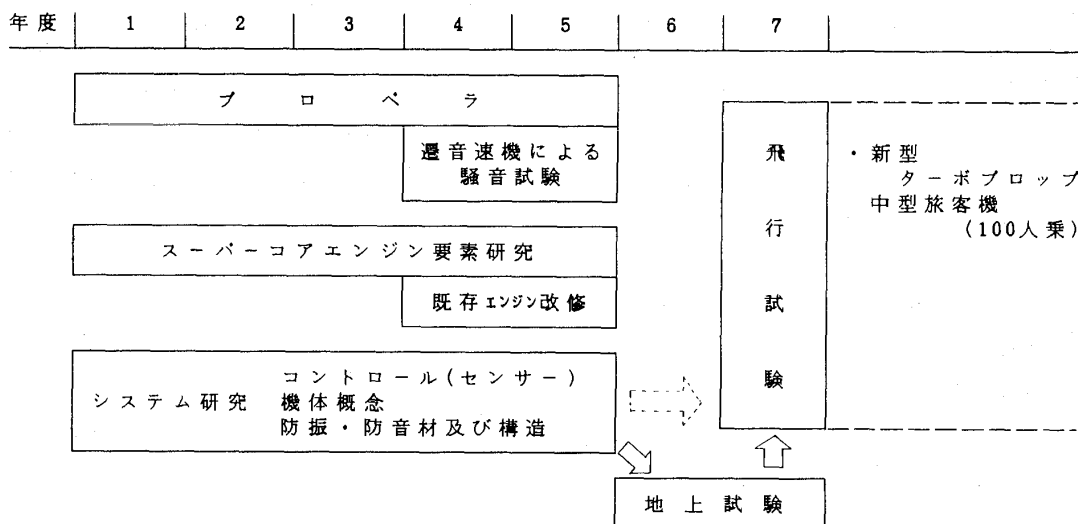 年度 1 2 3 4 5 6 7
プロペラ
遷音速機による
騒音試験
スーパーコアエンジン要素研究
既存エンジン改修
コントロール(センサー)
システム研究 機体概念
防振・防音材及び構造
飛行試験
・新型
ターボプロップ
中型旅客機
(100人乗)
地上試験